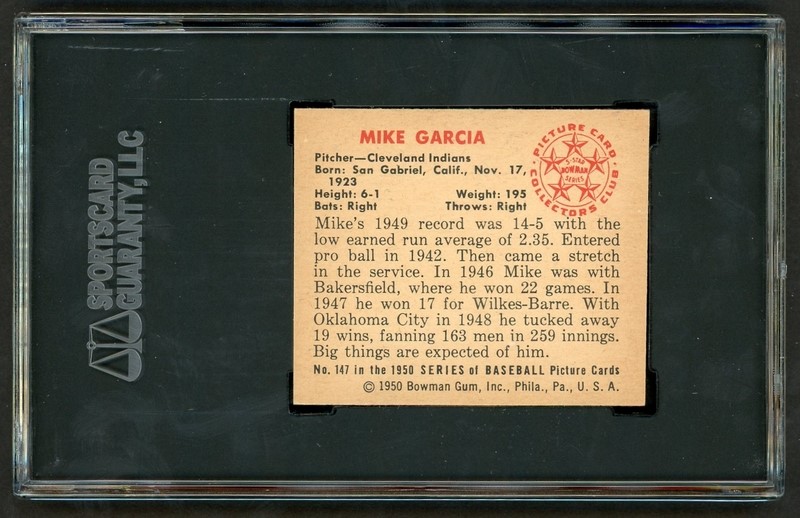 SPORTSCARD
GUARANTY, LLC
MIKE GARCIA
Pitcher—Cleveland Indians
Born: San Gabriel, Calif., Nov. 17,
1923
Height: 6-1 Weight: 195
Bats: Right Throws: Right
PICTURE CARD
COLLECTORS CLUB
5-STAR
BOWMAN
SERIES
Mike's 1949 record was 14-5 with the
low earned run average of 2.35. Entered
pro ball in 1942. Then came a stretch
in the service. In 1946 Mike was with
Bakersfield, where he won 22 games. In
1947 he won 17 for Wilkes-Barre. With
Oklahoma City in 1948 he tucked away
19 wins, fanning 163 men in 259 innings.
Big things are expected of him.
No. 147 in the 1950 SERIES of BASEBALL Picture Cards
© 1950 Bowman Gum, Inc., Phila., Pa., U. S. A.